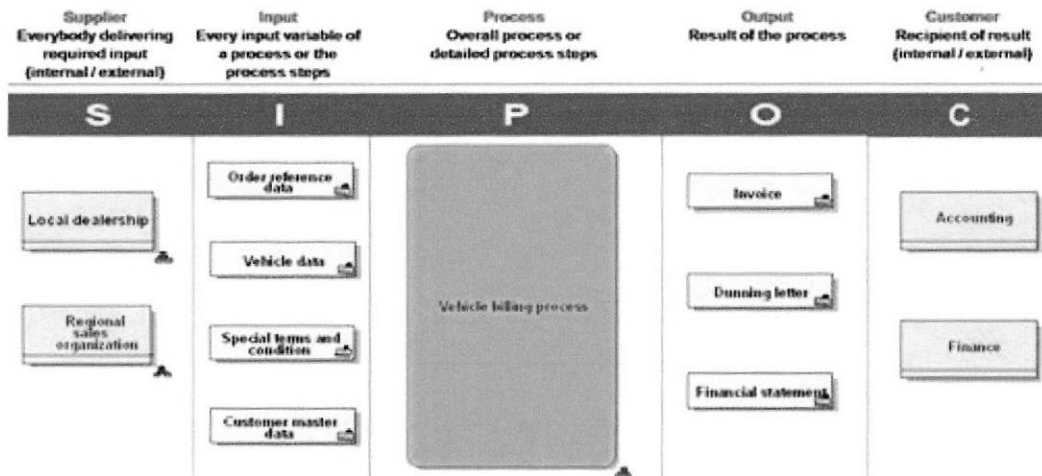 Supplier
Everybody delivering
required input
(internal / external)
Input
Every input variable of
a process or the
process steps
Process
Overall process or
detailed process steps
Output
Result of the process
Customer
Recipient of result
(internal / external)
S
I
P
O
C
Local dealership
Regional
sales
organization
Order reference
data
Vehicle data
Special terms and
condition
Customer master
data
Vehicle billing process
Invoice
Dunning letter
Financial statement
Accounting
Finance